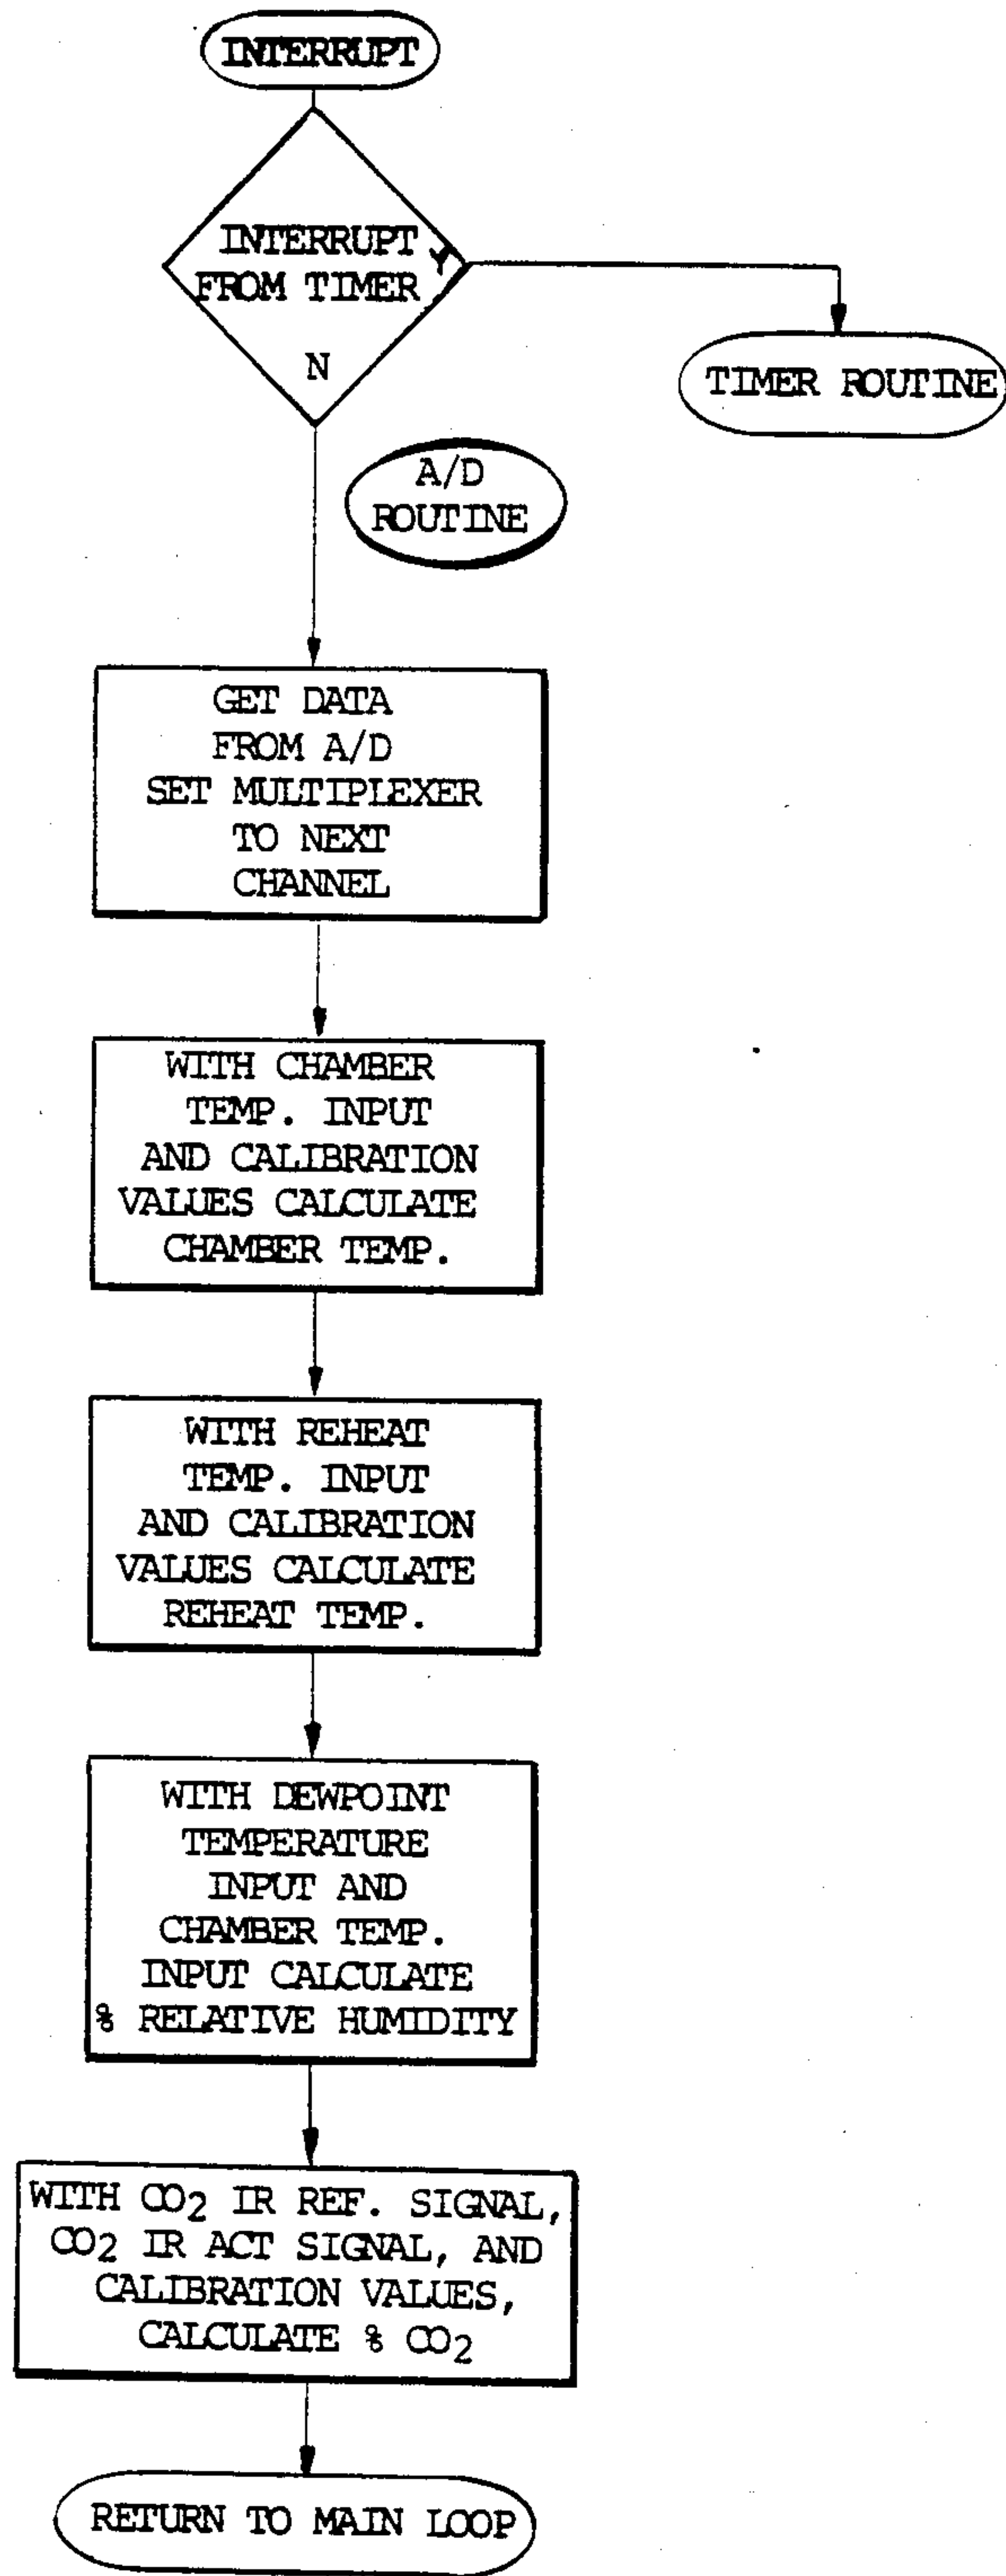 INTERRUPT
INTERRUPT
FROM TIMER
Y
N
TIMER ROUTINE
A/D
ROUTINE
GET DATA
FROM A/D
SET MULTIPLEXER
TO NEXT
CHANNEL
WITH CHAMBER
TEMP. INPUT
AND CALIBRATION
VALUES CALCULATE
CHAMBER TEMP.
WITH REHEAT
TEMP. INPUT
AND CALIBRATION
VALUES CALCULATE
REHEAT TEMP.
WITH DEWPOINT
TEMPERATURE
INPUT AND
CHAMBER TEMP.
INPUT CALCULATE
% RELATIVE HUMIDITY
WITH CO2 IR REF. SIGNAL,
CO2 IR ACT SIGNAL, AND
CALIBRATION VALUES,
CALCULATE % CO2
RETURN TO MAIN LOOP